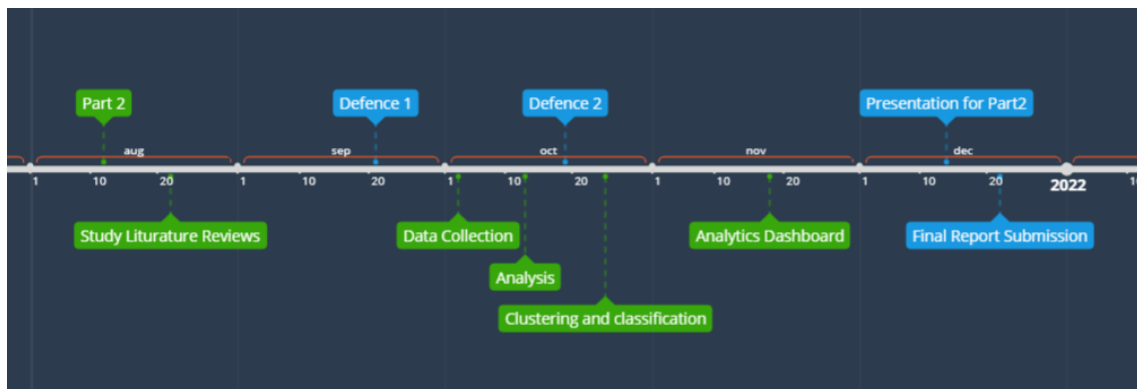 Part 2
Defence 1
Defence 2
Presentation for Part2
aug
sep
oct
nov
dec
1
10
20
1
10
20
1
10
20
1
10
20
1
10
20
2022
Study Liturature Reviews
Data Collection
Analytics Dashboard
Final Report Submission
Analysis
Clustering and classification